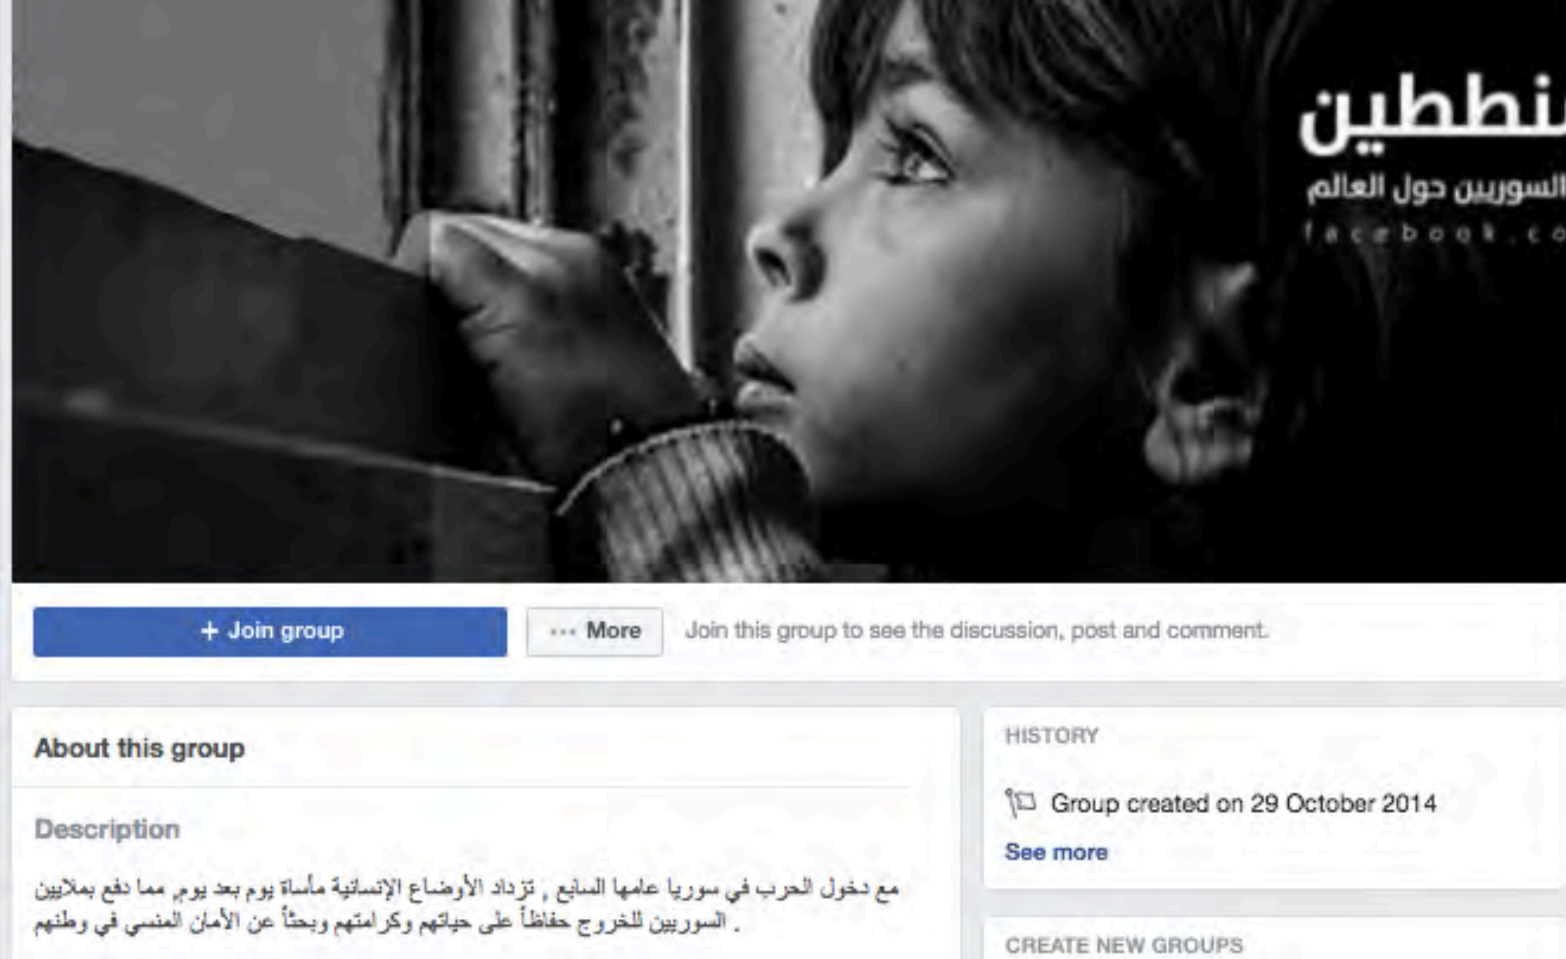 السوريين حول العالم
facebook.co
+ Join group
... More
Join this group to see the discussion, post and comment.
About this group
Description
مع دخول الحرب في سوريا عامها السابع , تزداد الأوضاع الإنسانية مأساة يوم بعد يوم, مما دفع بملايين
السوريين للخروج حفاظاً على حياتهم وكرامتهم وبحثاً عن الأمان المنسي في وطنهم .
HISTORY
Group created on 29 October 2014
See more
CREATE NEW GROUPS